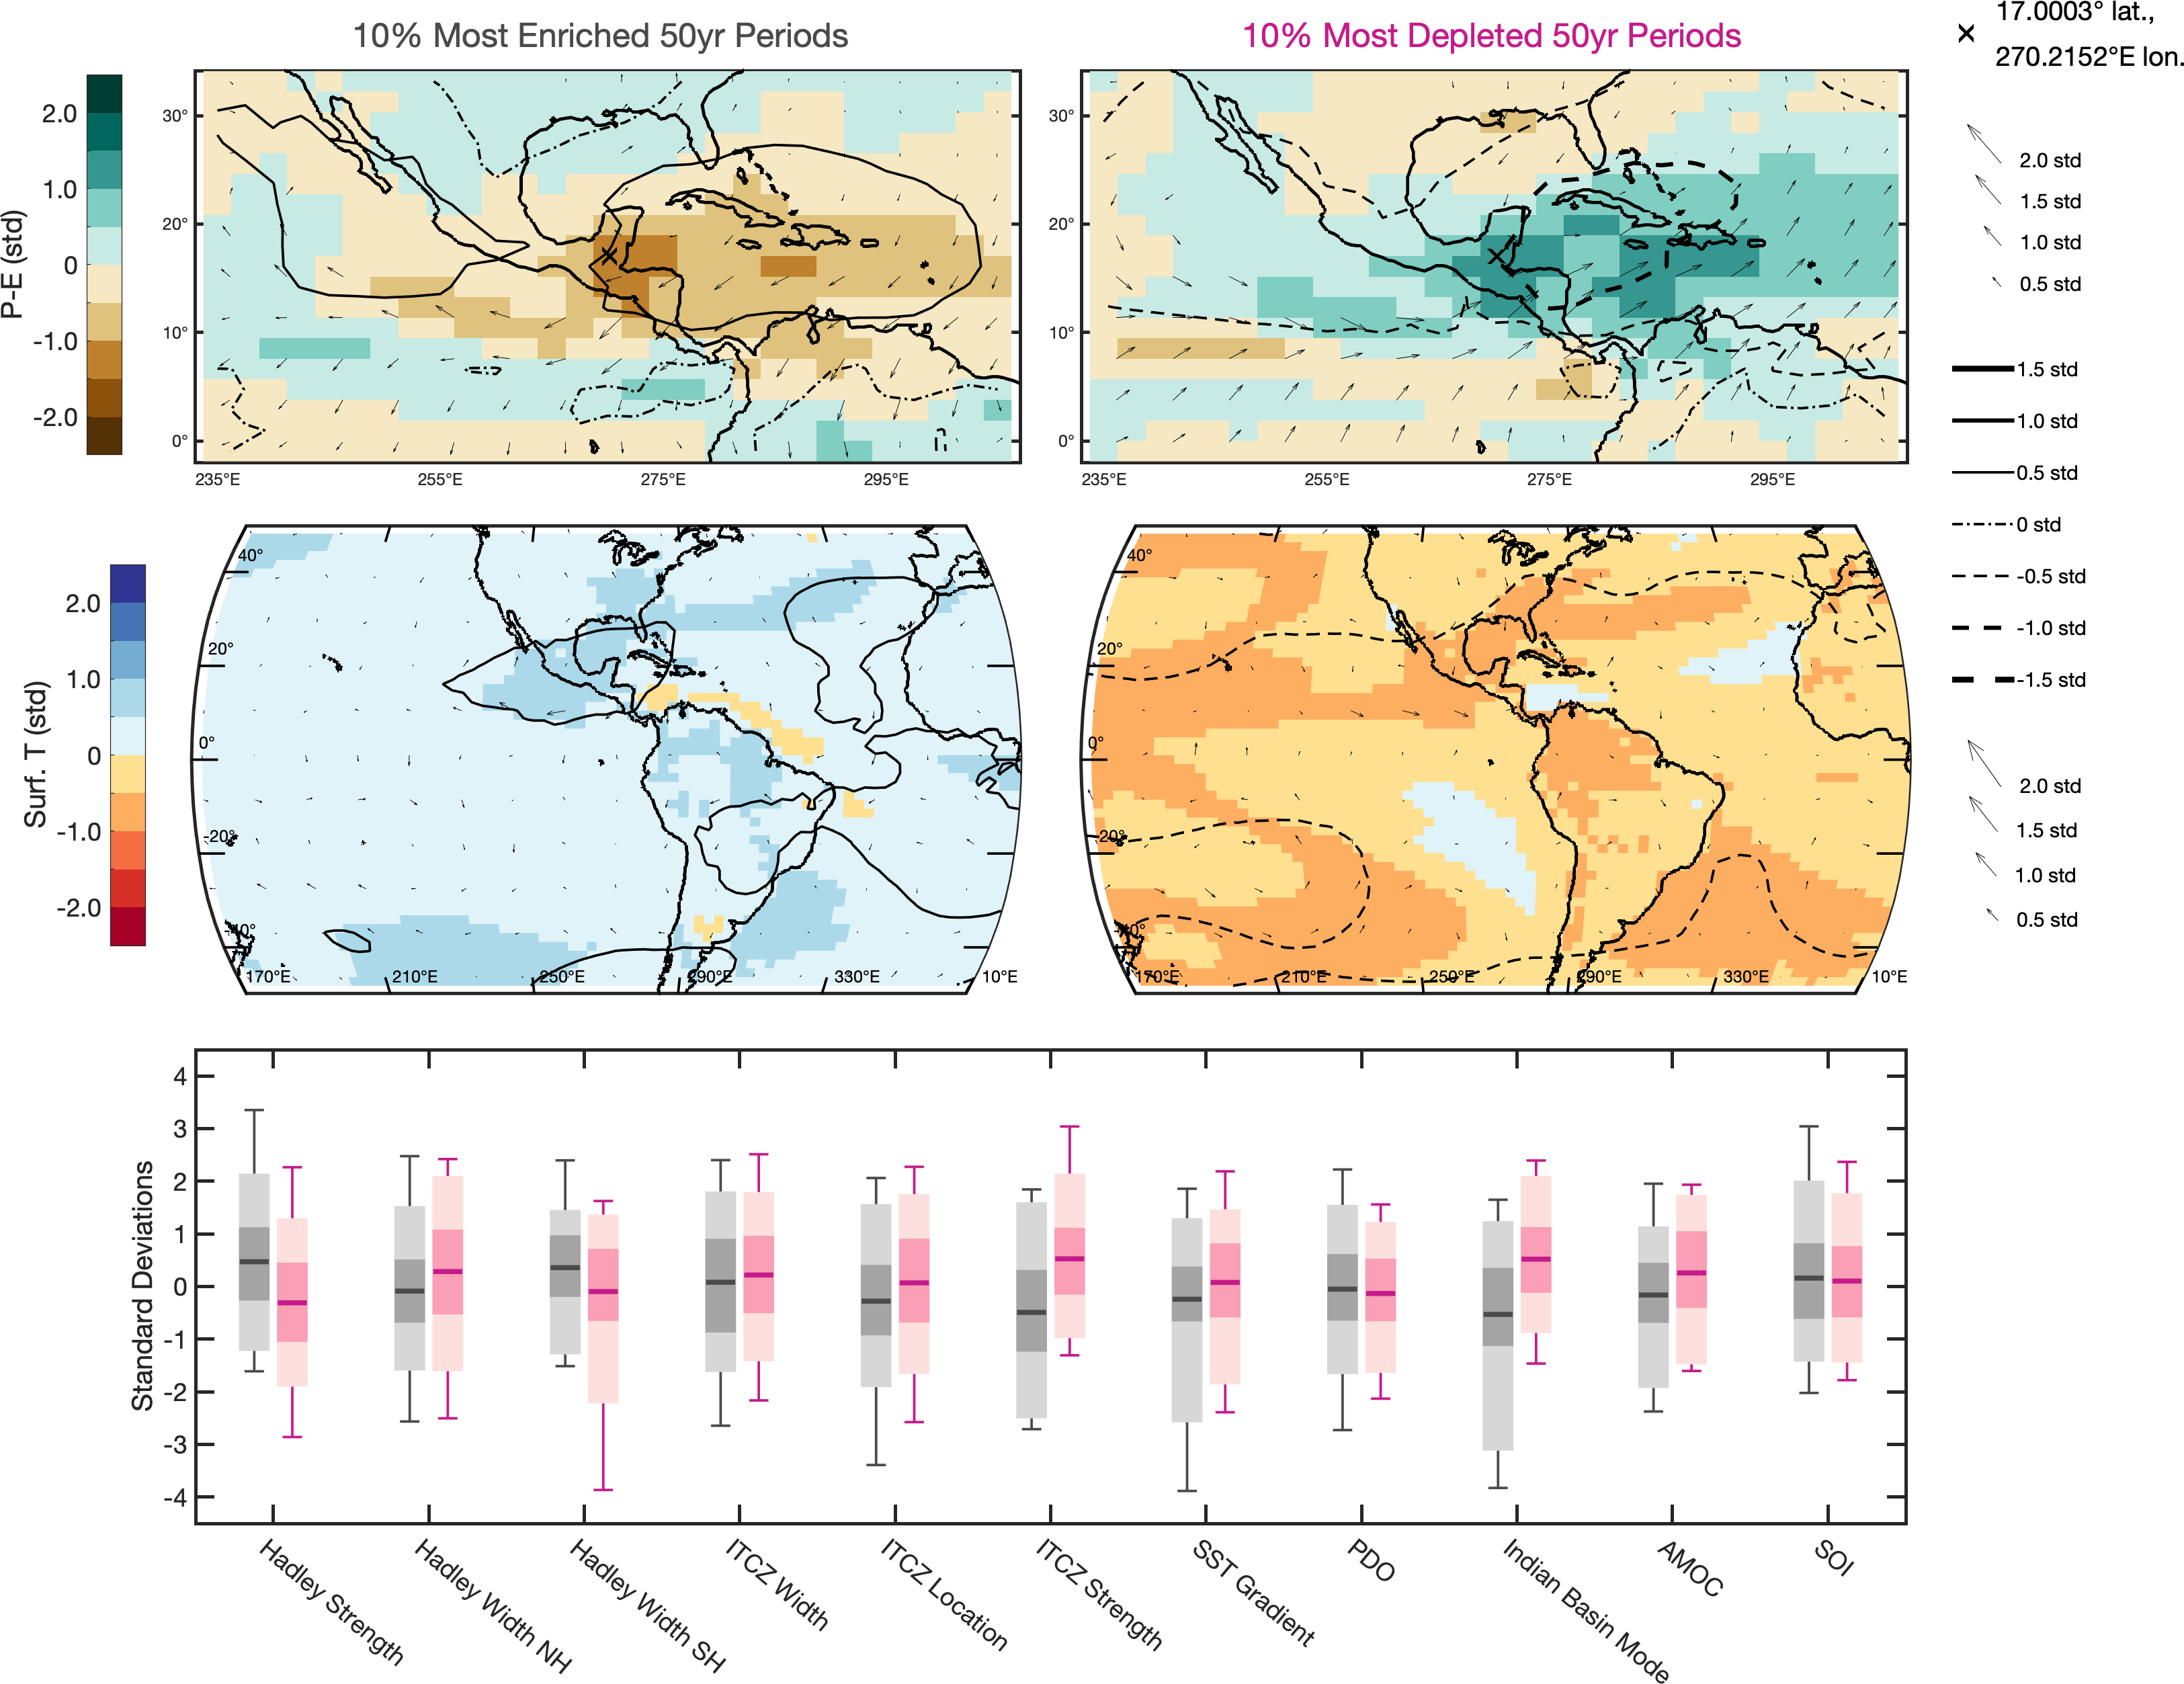 10% Most Enriched 50yr Periods
10% Most Depleted 50yr Periods
17.0003° lat.,
270.2152°E lon.
P-E (std)
2.0
1.0
0
-1.0
-2.0
30°
20°
10°
0°
235°E 255°E 275°E 295°E
30°
20°
10°
0°
235°E 255°E 275°E 295°E
2.0 std
1.5 std
1.0 std
0.5 std
1.5 std
1.0 std
0.5 std
0 std
-0.5 std
-1.0 std
-1.5 std
2.0 std
1.5 std
1.0 std
0.5 std
Surf. T (std)
2.0
1.0
0
-1.0
-2.0
40°
20°
0°
-20°
-40°
170°E 210°E 250°E 290°E 330°E 10°E
40°
20°
0°
-20°
-40°
170°E 210°E 250°E 290°E 330°E 10°E
Standard Deviations
4
3
2
1
0
-1
-2
-3
-4
Hadley Strength
Hadley Width NH
Hadley Width SH
ITCZ Width
ITCZ Location
ITCZ Strength
SST Gradient
PDO
Indian Basin Mode
AMOC
SOI